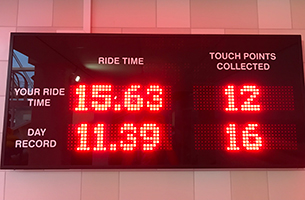 RIDE TIME TOUCH POINTS
COLLECTED
YOUR RIDE
TIME 15.63 12
DAY
RECORD 11.39 16